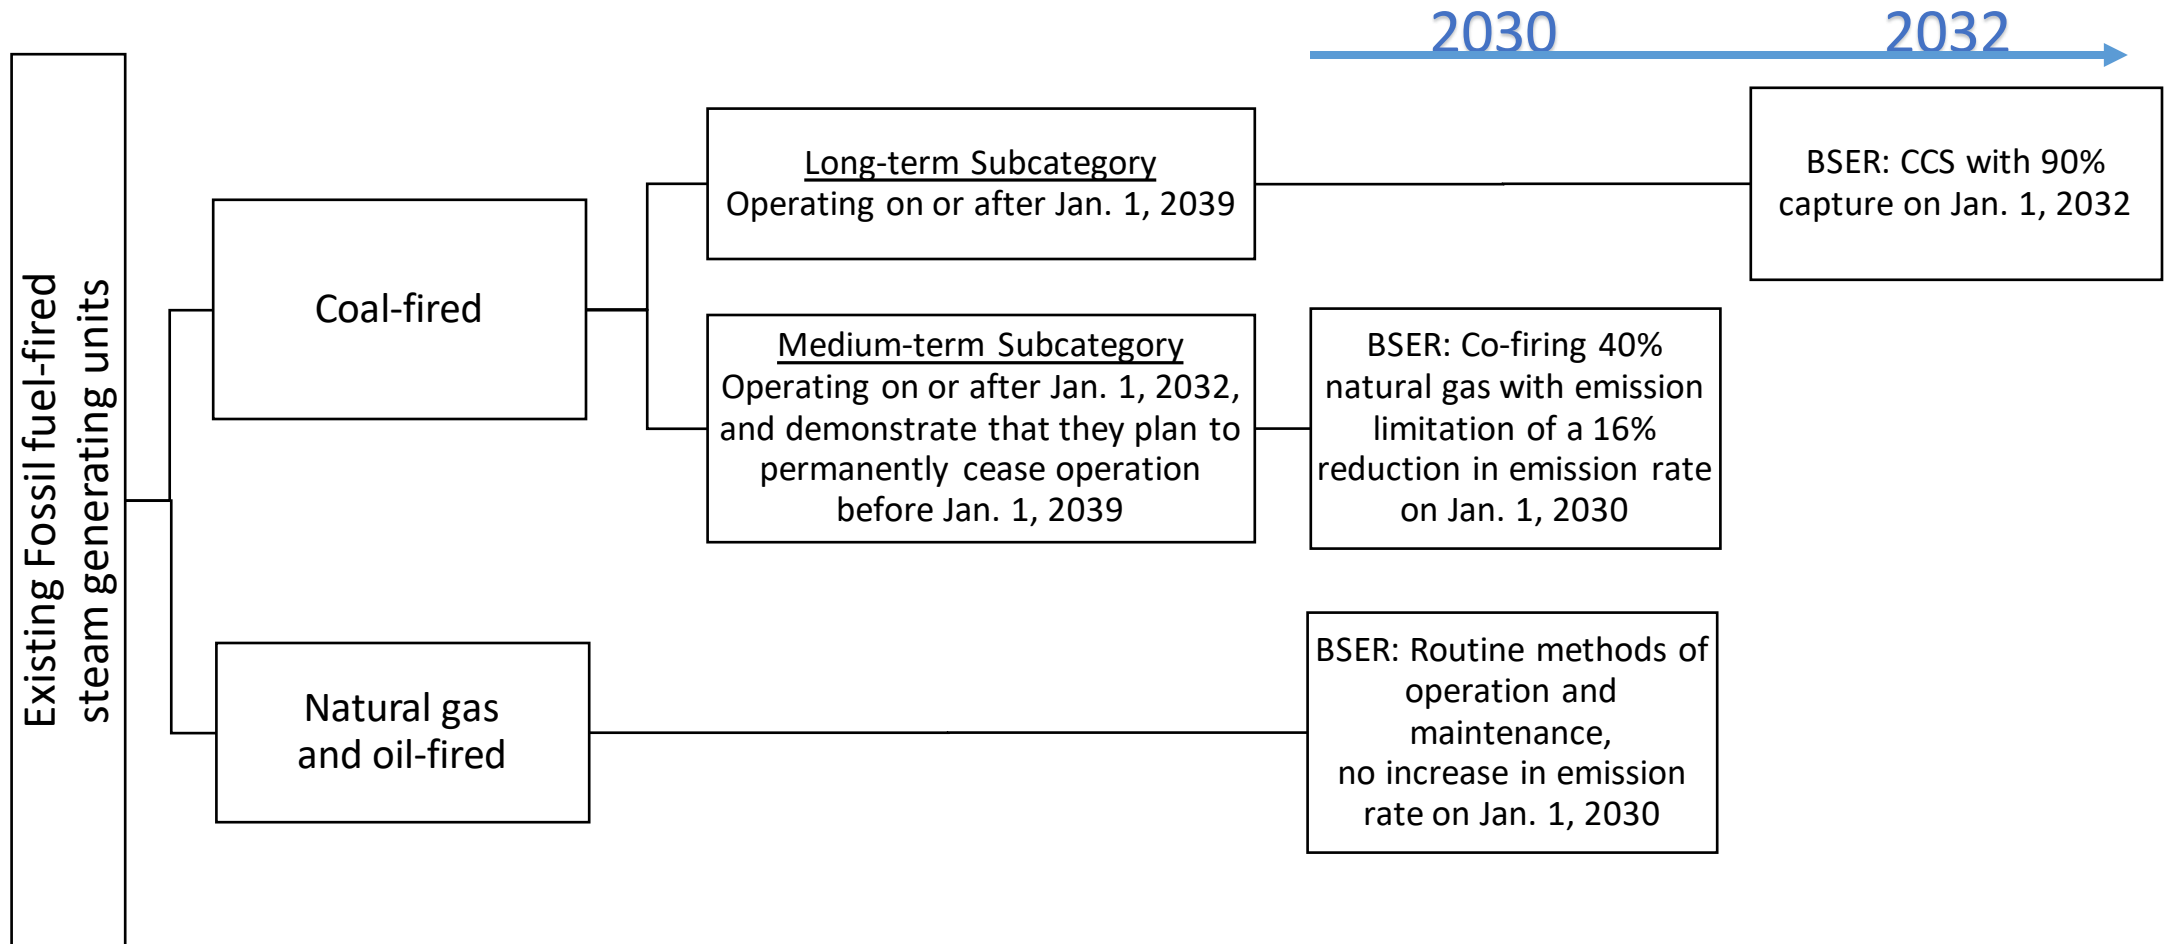 2030
2032
Existing Fossil fuel-fired
steam generating units
Coal-fired
Long-term Subcategory
Operating on or after Jan. 1, 2039
BSER: CCS with 90%
capture on Jan. 1, 2032
Medium-term Subcategory
Operating on or after Jan. 1, 2032,
and demonstrate that they plan to
permanently cease operation
before Jan. 1, 2039
BSER: Co-firing 40%
natural gas with emission
limitation of a 16%
reduction in emission rate
on Jan. 1, 2030
Natural gas
and oil-fired
BSER: Routine methods of
operation and
maintenance,
no increase in emission
rate on Jan. 1, 2030